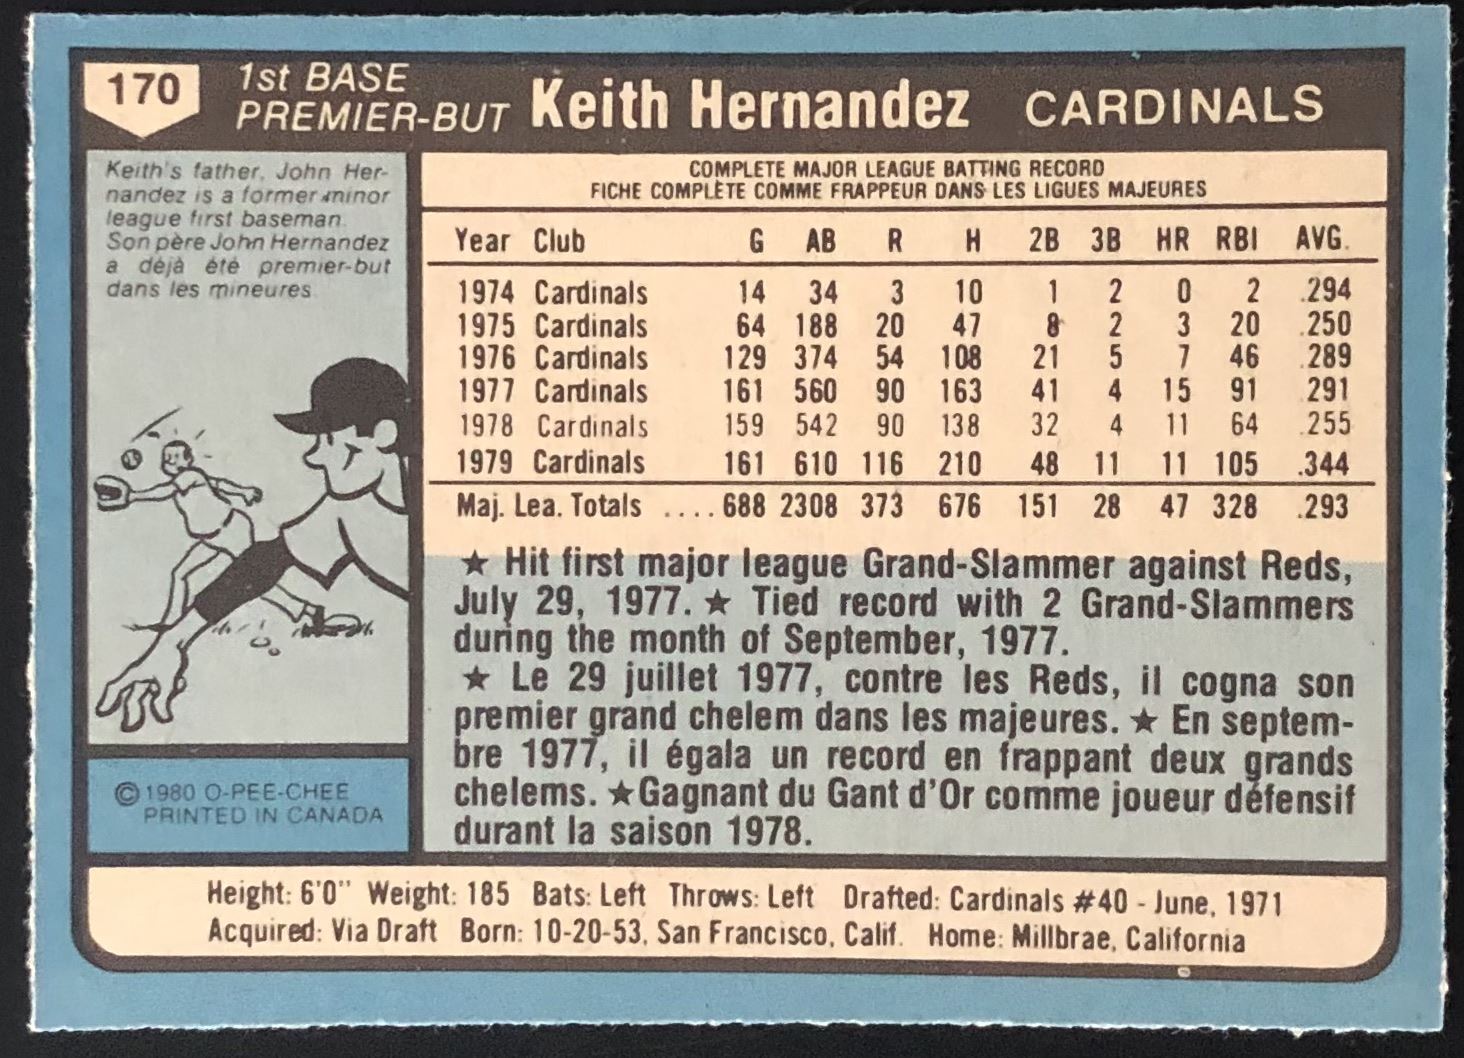 170 1st BASE
PREMIER-BUT Keith Hernandez CARDINALS
Keith's father, John Her-
nandez is a former minor
league first baseman.
Son père John Hernandez
a déjà été premier-but
dans les mineures.
COMPLETE MAJOR LEAGUE BATTING RECORD
FICHE COMPLÈTE COMME FRAPPEUR DANS LES LIGUES MAJEURES
Year Club G AB R H 2B 3B HR RBI AVG.
1974 Cardinals 14 34 3 10 1 2 0 2 .294
1975 Cardinals 64 188 20 47 8 2 3 20 .250
1976 Cardinals 129 374 54 108 21 5 7 46 .289
1977 Cardinals 161 560 90 163 41 4 15 91 .291
1978 Cardinals 159 542 90 138 32 4 11 64 .255
1979 Cardinals 161 610 116 210 48 11 11 105 .344
Maj. Lea. Totals .... 688 2308 373 676 151 28 47 328 .293
★ Hit first major league Grand-Slammer against Reds,
July 29, 1977. ★ Tied record with 2 Grand-Slammers
during the month of September, 1977.
★ Le 29 juillet 1977, contre les Reds, il cogna son
premier grand chelem dans les majeures. ★ En septem-
bre 1977, il égala un record en frappant deux grands
chelems. ★Gagnant du Gant d'Or comme joueur défensif
durant la saison 1978.
©1980 O-PEE-CHEE
PRINTED IN CANADA
Height: 6'0" Weight: 185 Bats: Left Throws: Left Drafted: Cardinals #40 - June, 1971
Acquired: Via Draft Born: 10-20-53, San Francisco, Calif. Home: Millbrae, California